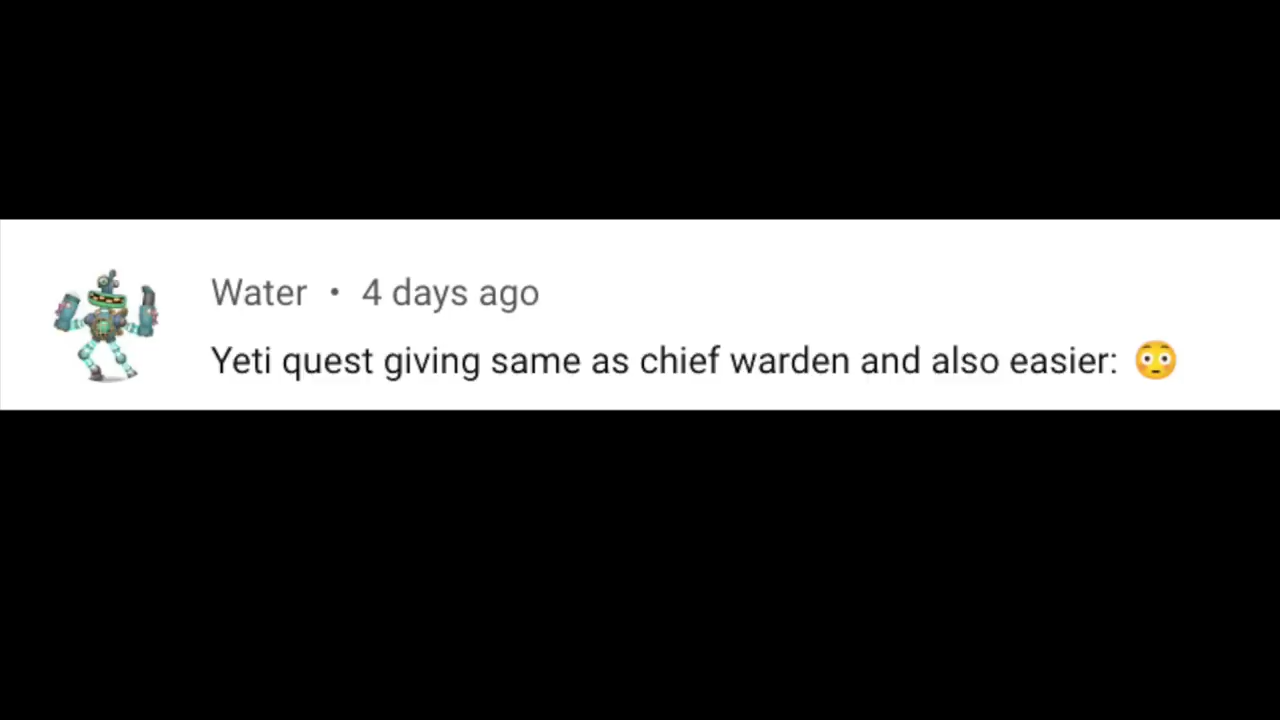 Water • 4 days ago
Yeti quest giving same as chief warden and also easier: 😳